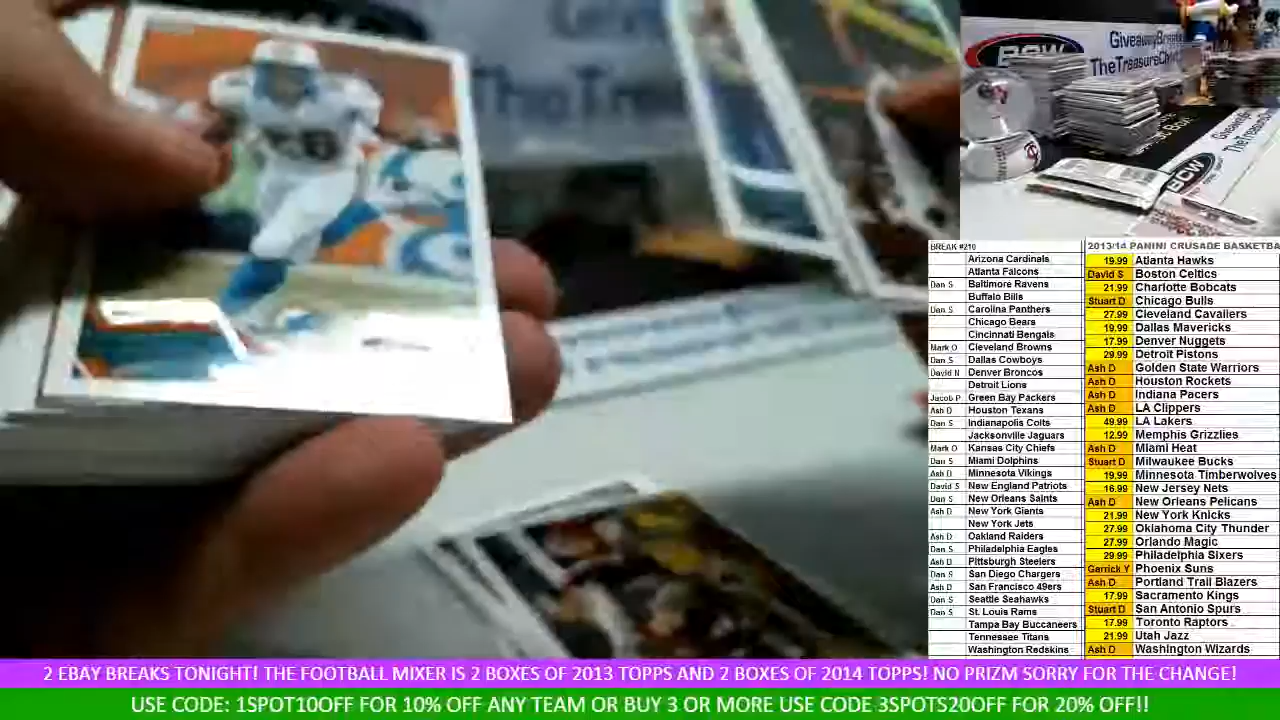 TheTre
BCW
GiveawayBreaks
BCW
BREAK #210
Arizona Cardinals
Atlanta Falcons
Dan S Baltimore Ravens
Buffalo Bills
Dan S Carolina Panthers
Chicago Bears
Cincinnati Bengals
Mark O Cleveland Browns
Dan S Dallas Cowboys
David N Denver Broncos
Detroit Lions
Jacob P Green Bay Packers
Ash D Houston Texans
Dan S Indianapolis Colts
Jacksonville Jaguars
Mark O Kansas City Chiefs
Dan S Miami Dolphins
Ash D Minnesota Vikings
David S New England Patriots
Dan S New Orleans Saints
Ash D New York Giants
New York Jets
Ash D Oakland Raiders
Dan S Philadelphia Eagles
Ash D Pittsburgh Steelers
Dan S San Diego Chargers
Ash D San Francisco 49ers
Dan S Seattle Seahawks
Dan S St. Louis Rams
Tampa Bay Buccaneers
Tennessee Titans
Washington Redskins
2013/14 PANINI CRUSADE BASKETBA
19.99 Atlanta Hawks
David S Boston Celtics
21.99 Charlotte Bobcats
Stuart D Chicago Bulls
27.99 Cleveland Cavaliers
19.99 Dallas Mavericks
17.99 Denver Nuggets
29.99 Detroit Pistons
Ash D Golden State Warriors
Ash D Houston Rockets
Ash D Indiana Pacers
Ash D LA Clippers
49.99 LA Lakers
12.99 Memphis Grizzlies
Ash D Miami Heat
Stuart D Milwaukee Bucks
19.99 Minnesota Timberwolves
16.99 New Jersey Nets
Ash D New Orleans Pelicans
21.99 New York Knicks
27.99 Oklahoma City Thunder
27.99 Orlando Magic
29.99 Philadelphia Sixers
Garrick Y Phoenix Suns
Ash D Portland Trail Blazers
17.99 Sacramento Kings
Stuart D San Antonio Spurs
17.99 Toronto Raptors
21.99 Utah Jazz
Ash D Washington Wizards
2 EBAY BREAKS TONIGHT! THE FOOTBALL MIXER IS 2 BOXES OF 2013 TOPPS AND 2 BOXES OF 2014 TOPPS! NO PRIZM SORRY FOR THE CHANGE!
USE CODE: 1SPOT10OFF FOR 10% OFF ANY TEAM OR BUY 3 OR MORE USE CODE 3SPOTS20OFF FOR 20% OFF!!